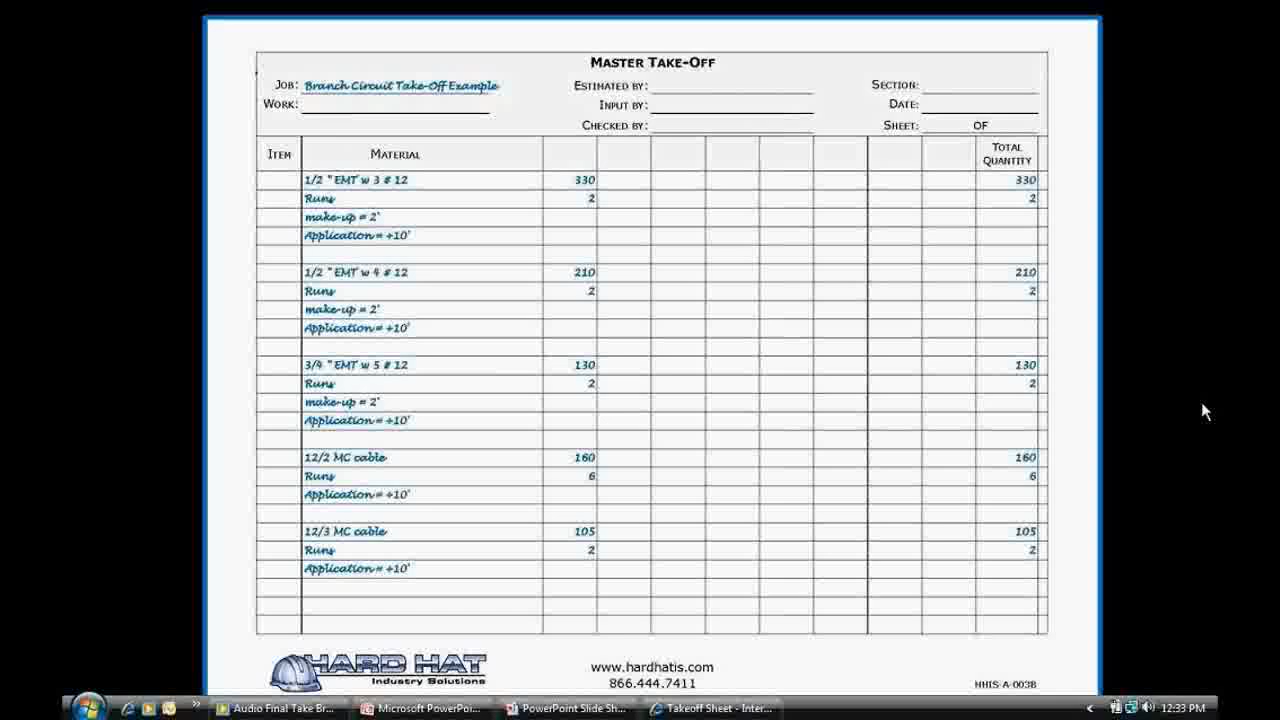 MASTER TAKE-OFF
JOB: Branch Circuit Take-Off Example ESTIMATED BY: SECTION:
WORK: INPUT BY: DATE:
CHECKED BY: SHEET: OF
ITEM MATERIAL TOTAL QUANTITY
1/2 " EMT w 3 # 12 330 330
Runs 2 2
make-up = 2'
Application = +10'
1/2 " EMT w 4 # 12 210 210
Runs 2 2
make-up = 2'
Application = +10'
3/4 " EMT w 5 # 12 130 130
Runs 2 2
make-up = 2'
Application = +10'
12/2 MC cable 160 160
Runs 6 6
Application = +10'
12/3 MC cable 105 105
Runs 2 2
Application = +10'
HARD HAT www.hardhatis.com
Industry Solutions 866.444.7411 HHIS-A-003B
Audio Final Take Br... Microsoft PowerPoi... PowerPoint Slide Sh... Takeoff Sheet - Inter... 12:33 PM